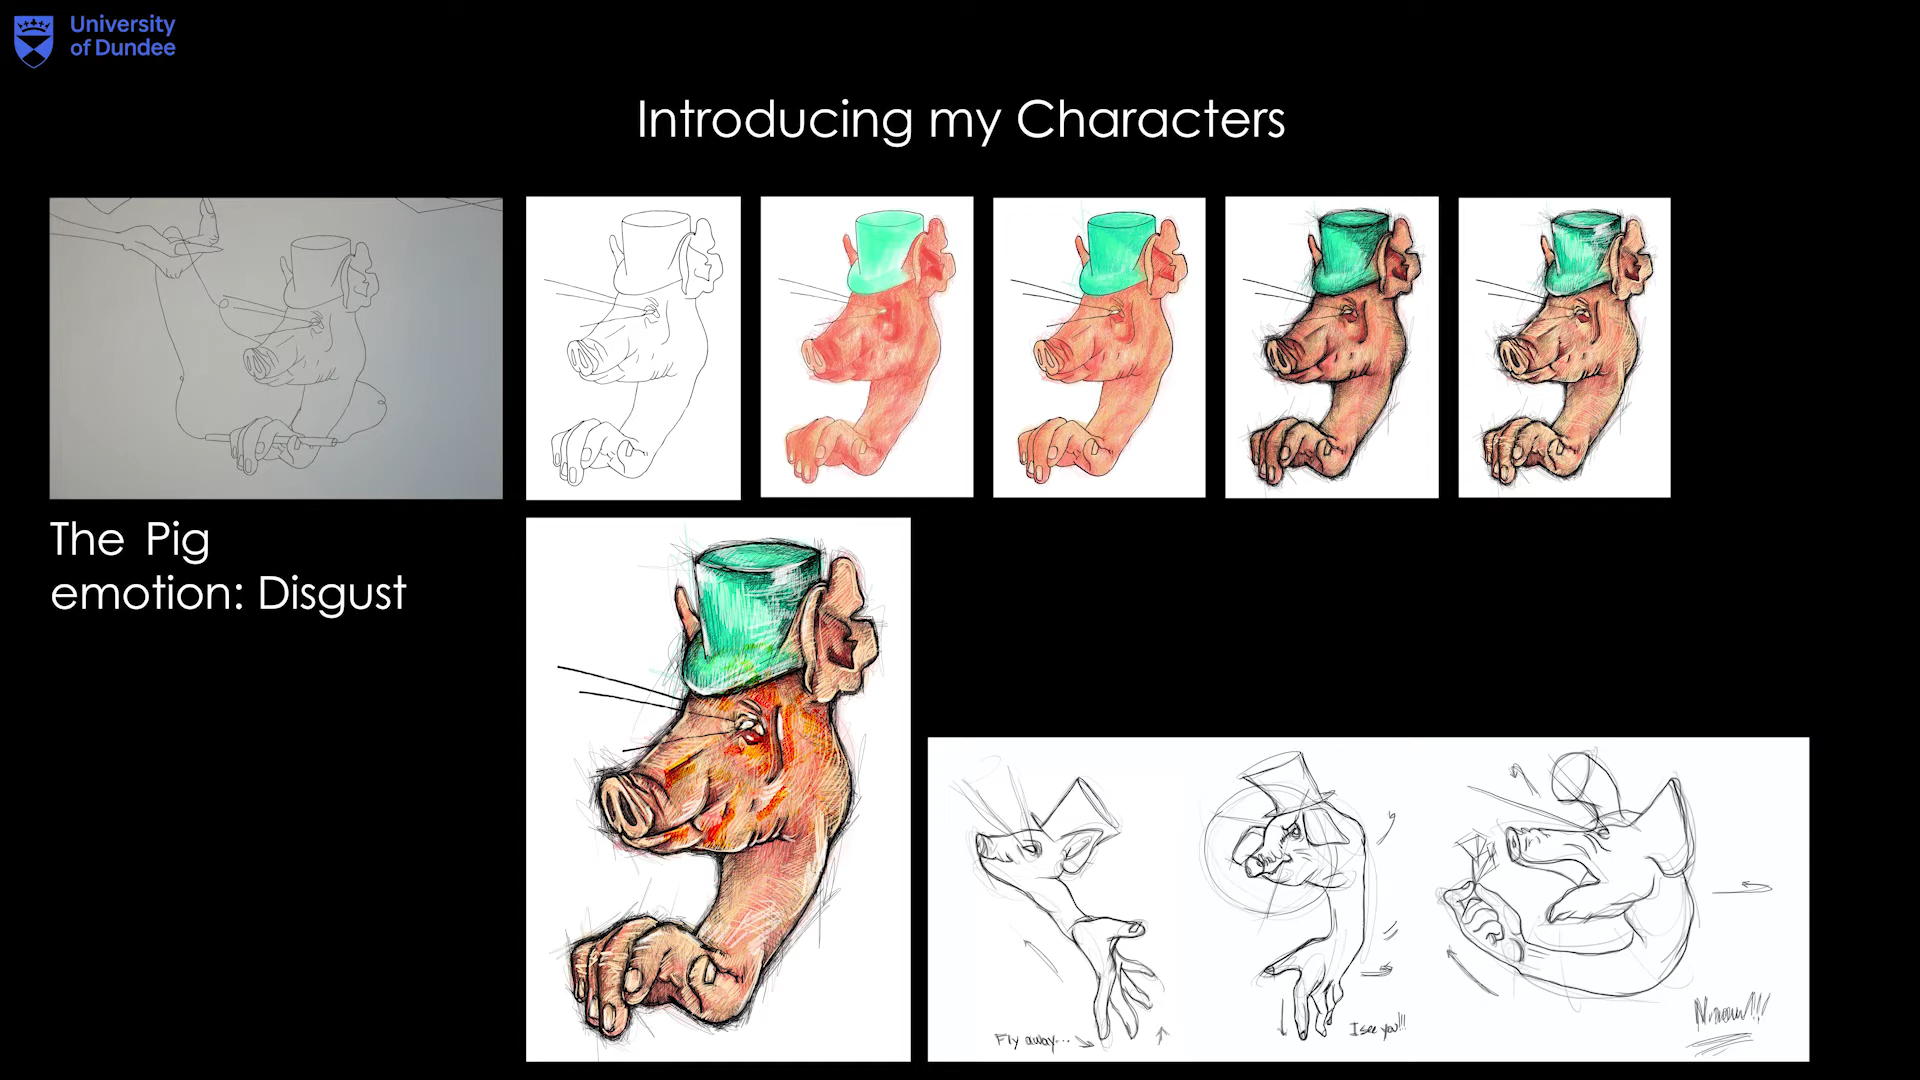 University
of Dundee
Introducing my Characters
The Pig
emotion: Disgust
Fly away...
I see you!!!